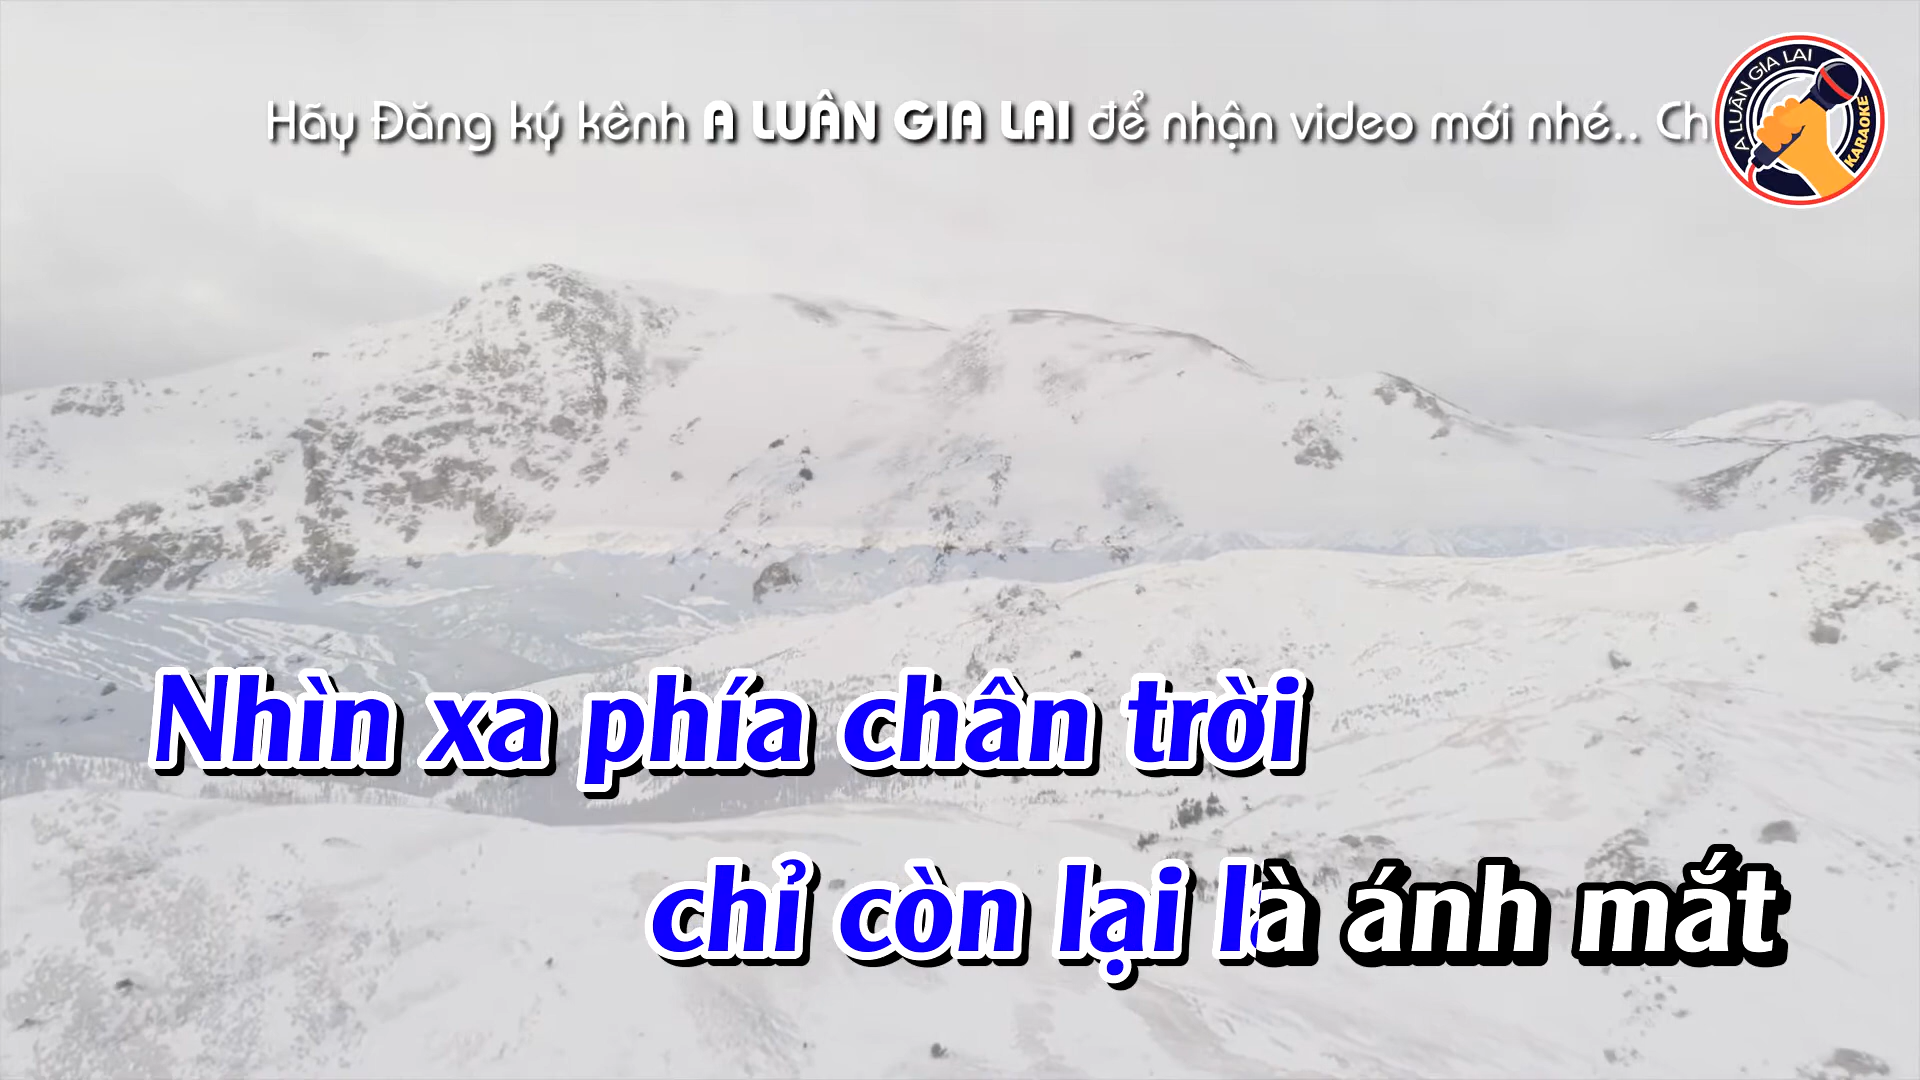 Hãy Đăng ký kênh A LUÂN GIA LAI để nhận video mới nhé.. Ch
A LUÂN GIA LAI
KARAOKE
Nhìn xa phía chân trời
chỉ còn lại là ánh mắt